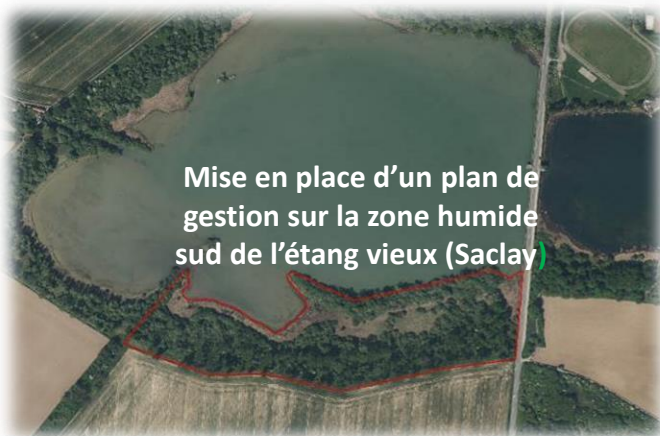 Mise en place d’un plan de
gestion sur la zone humide
sud de l’étang vieux (Saclay)